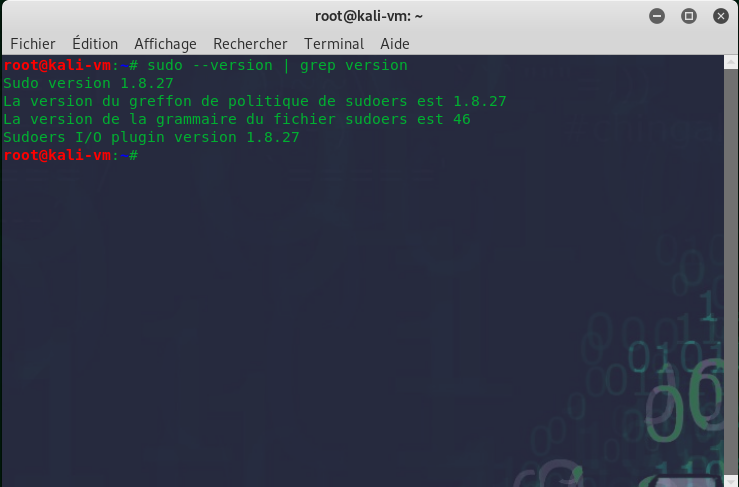 root@kali-vm: ~
Fichier Édition Affichage Rechercher Terminal Aide
root@kali-vm:~# sudo --version | grep version
Sudo version 1.8.27
La version du greffon de politique de sudoers est 1.8.27
La version de la grammaire du fichier sudoers est 46
Sudoers I/O plugin version 1.8.27
root@kali-vm:~#